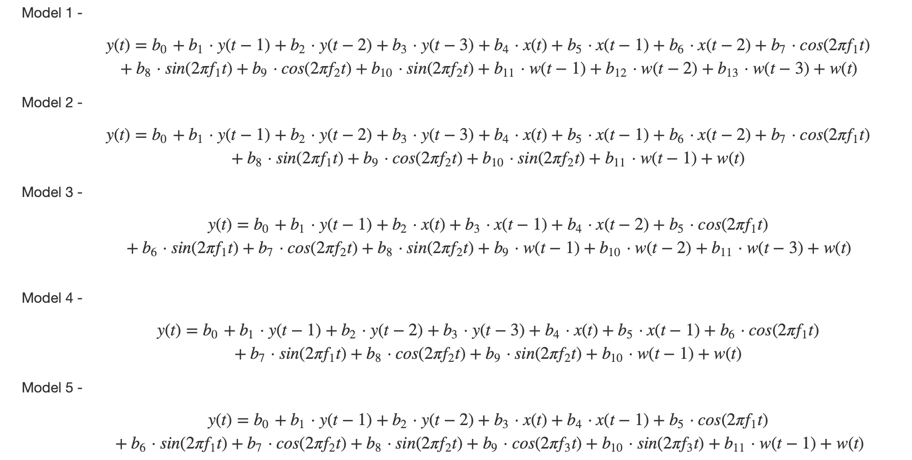 Model 1 -
y(t) = b₀ + b₁ · y(t − 1) + b₂ · y(t − 2) + b₃ · y(t − 3) + b₄ · x(t) + b₅ · x(t − 1) + b₆ · x(t − 2) + b₇ · cos(2πf₁t)
+ b₈ · sin(2πf₁t) + b₉ · cos(2πf₂t) + b₁₀ · sin(2πf₂t) + b₁₁ · w(t − 1) + b₁₂ · w(t − 2) + b₁₃ · w(t − 3) + w(t)
Model 2 -
y(t) = b₀ + b₁ · y(t − 1) + b₂ · y(t − 2) + b₃ · y(t − 3) + b₄ · x(t) + b₅ · x(t − 1) + b₆ · x(t − 2) + b₇ · cos(2πf₁t)
+ b₈ · sin(2πf₁t) + b₉ · cos(2πf₂t) + b₁₀ · sin(2πf₂t) + b₁₁ · w(t − 1) + w(t)
Model 3 -
y(t) = b₀ + b₁ · y(t − 1) + b₂ · x(t) + b₃ · x(t − 1) + b₄ · x(t − 2) + b₅ · cos(2πf₁t)
+ b₆ · sin(2πf₁t) + b₇ · cos(2πf₂t) + b₈ · sin(2πf₂t) + b₉ · w(t − 1) + b₁₀ · w(t − 2) + b₁₁ · w(t − 3) + w(t)
Model 4 -
y(t) = b₀ + b₁ · y(t − 1) + b₂ · y(t − 2) + b₃ · y(t − 3) + b₄ · x(t) + b₅ · x(t − 1) + b₆ · cos(2πf₁t)
+ b₇ · sin(2πf₁t) + b₈ · cos(2πf₂t) + b₉ · sin(2πf₂t) + b₁₀ · w(t − 1) + w(t)
Model 5 -
y(t) = b₀ + b₁ · y(t − 1) + b₂ · y(t − 2) + b₃ · x(t) + b₄ · x(t − 1) + b₅ · cos(2πf₁t)
+ b₆ · sin(2πf₁t) + b₇ · cos(2πf₂t) + b₈ · sin(2πf₂t) + b₉ · cos(2πf₃t) + b₁₀ · sin(2πf₃t) + b₁₁ · w(t − 1) + w(t)